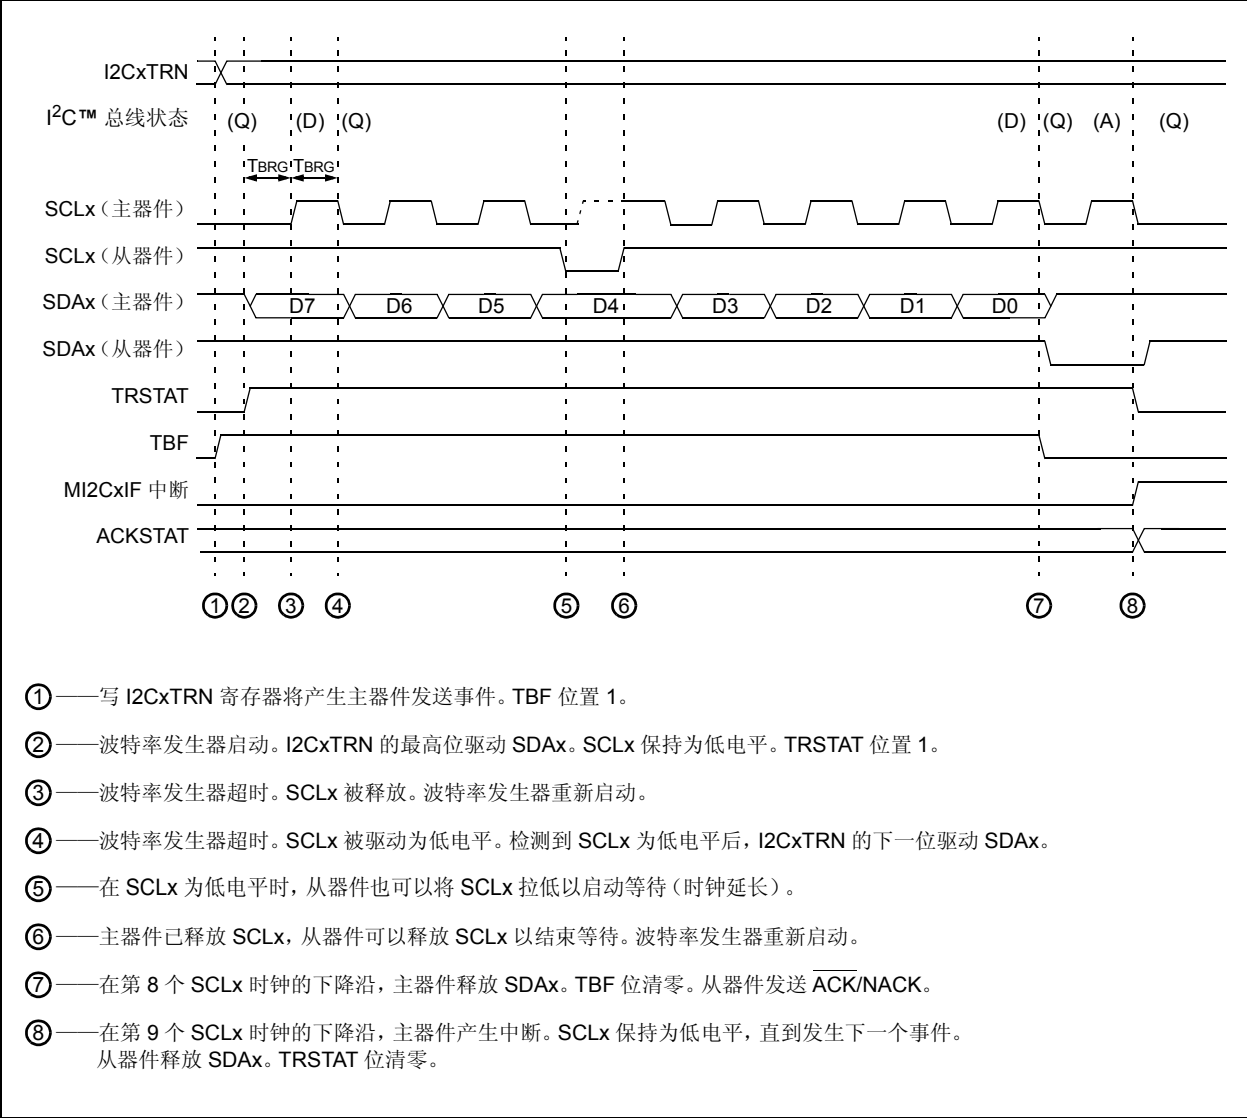 I2CxTRN
I²C™ 总线状态
(Q) (D) (Q) (D) (Q) (A) (Q)
TBRG TBRG
SCLx（主器件）
SCLx（从器件）
SDAx（主器件） D7 D6 D5 D4 D3 D2 D1 D0
SDAx（从器件）
TRSTAT
TBF
MI2CxIF 中断
ACKSTAT
① ② ③ ④ ⑤ ⑥ ⑦ ⑧
①——写 I2CxTRN 寄存器将产生主器件发送事件。TBF 位置 1。
②——波特率发生器启动。I2CxTRN 的最高位驱动 SDAx。SCLx 保持为低电平。TRSTAT 位置 1。
③——波特率发生器超时。SCLx 被释放。波特率发生器重新启动。
④——波特率发生器超时。SCLx 被驱动为低电平。检测到 SCLx 为低电平后，I2CxTRN 的下一位驱动 SDAx。
⑤——在 SCLx 为低电平时，从器件也可以将 SCLx 拉低以启动等待（时钟延长）。
⑥——主器件已释放 SCLx，从器件可以释放 SCLx 以结束等待。波特率发生器重新启动。
⑦——在第 8 个 SCLx 时钟的下降沿，主器件释放 SDAx。TBF 位清零。从器件发送 A̅C̅K̅/NACK。
⑧——在第 9 个 SCLx 时钟的下降沿，主器件产生中断。SCLx 保持为低电平，直到发生下一个事件。
从器件释放 SDAx。TRSTAT 位清零。